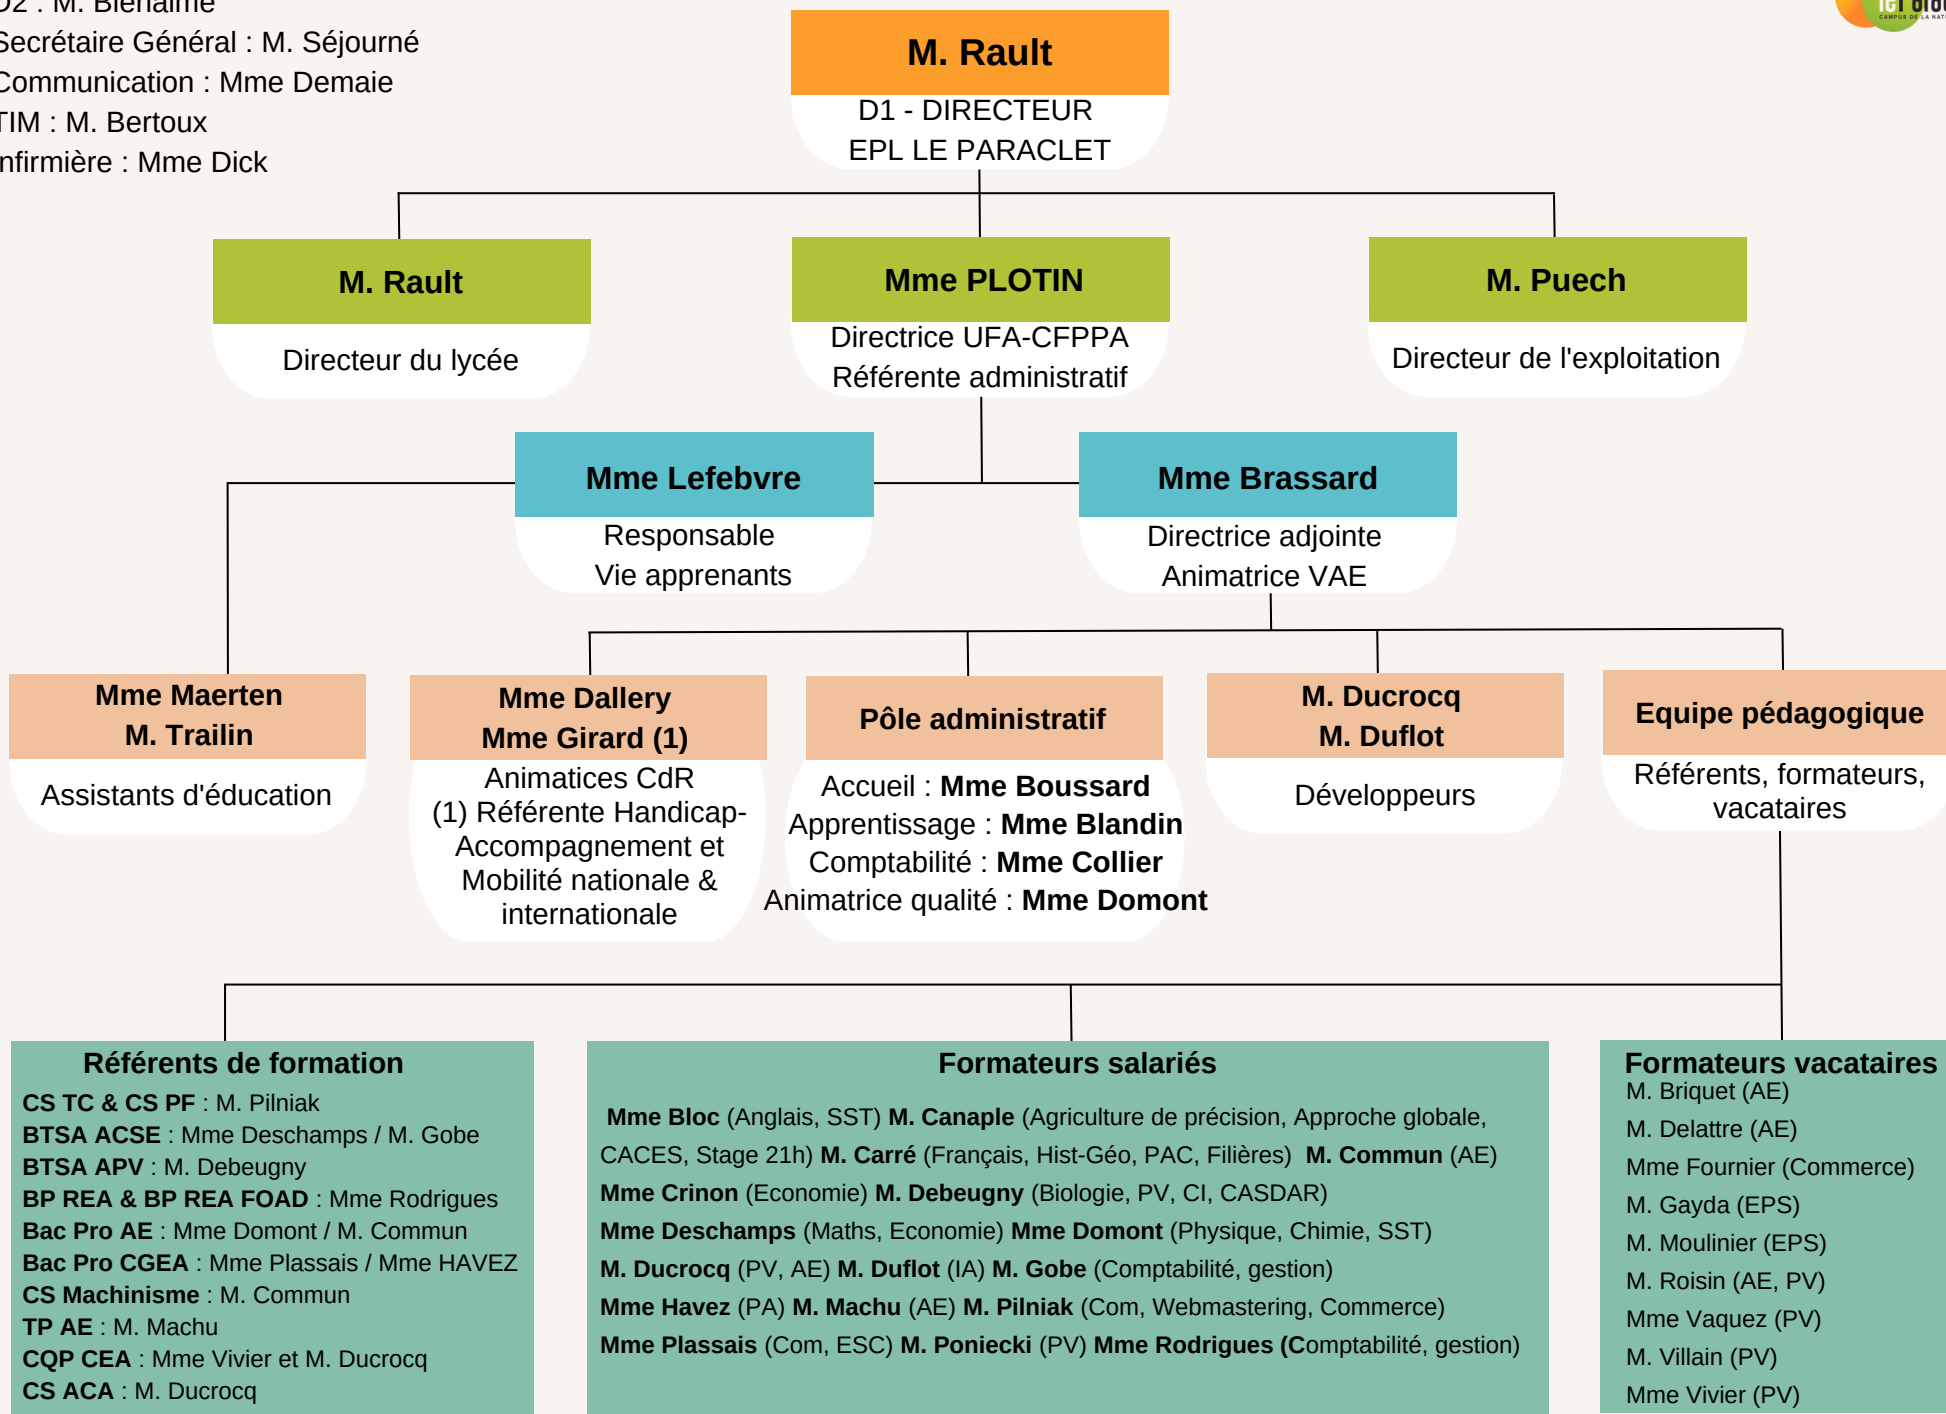 D2 : M. Bienaimé
Secrétaire Général : M. Séjourné
Communication : Mme Demaie
TIM : M. Bertoux
Infirmière : Mme Dick
CAMPUS DE LA
M. Rault
D1 - DIRECTEUR
EPL LE PARACLET
M. Rault
Directeur du lycée
Mme PLOTIN
Directrice UFA-CFPPA
Référente administratif
M. Puech
Directeur de l'exploitation
Mme Lefebvre
Responsable
Vie apprenants
Mme Brassard
Directrice adjointe
Animatrice VAE
Mme Maerten
M. Trailin
Assistants d'éducation
Mme Dallery
Mme Girard (1)
Animatices CdR
(1) Référente Handicap-
Accompagnement et
Mobilité nationale &
internationale
Pôle administratif
Accueil : Mme Boussard
Apprentissage : Mme Blandin
Comptabilité : Mme Collier
Animatrice qualité : Mme Domont
M. Ducrocq
M. Duflot
Développeurs
Equipe pédagogique
Référents, formateurs,
vacataires
Référents de formation
CS TC & CS PF : M. Pilniak
BTSA ACSE : Mme Deschamps / M. Gobe
BTSA APV : M. Debeugny
BP REA & BP REA FOAD : Mme Rodrigues
Bac Pro AE : Mme Domont / M. Commun
Bac Pro CGEA : Mme Plassais / Mme HAVEZ
CS Machinisme : M. Commun
TP AE : M. Machu
CQP CEA : Mme Vivier et M. Ducrocq
CS ACA : M. Ducrocq
Formateurs salariés
Mme Bloc (Anglais, SST) M. Canaple (Agriculture de précision, Approche globale,
CACES, Stage 21h) M. Carré (Français, Hist-Géo, PAC, Filières) M. Commun (AE)
Mme Crinon (Economie) M. Debeugny (Biologie, PV, CI, CASDAR)
Mme Deschamps (Maths, Economie) Mme Domont (Physique, Chimie, SST)
M. Ducrocq (PV, AE) M. Duflot (IA) M. Gobe (Comptabilité, gestion)
Mme Havez (PA) M. Machu (AE) M. Pilniak (Com, Webmastering, Commerce)
Mme Plassais (Com, ESC) M. Poniecki (PV) Mme Rodrigues (Comptabilité, gestion)
Formateurs vacataires
M. Briquet (AE)
M. Delattre (AE)
Mme Fournier (Commerce)
M. Gayda (EPS)
M. Moulinier (EPS)
M. Roisin (AE, PV)
Mme Vaquez (PV)
M. Villain (PV)
Mme Vivier (PV)